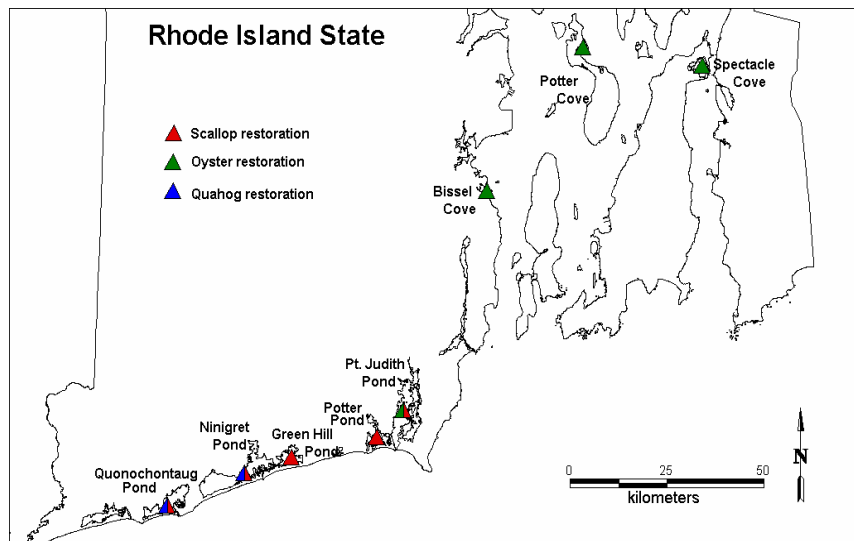 Rhode Island State
Scallop restoration
Oyster restoration
Quahog restoration
Potter
Cove
Spectacle
Cove
Bissel
Cove
Pt. Judith
Pond
Potter
Pond
Green Hill
Pond
Ninigret
Pond
Quonochontaug
Pond
0 25 50
kilometers
N